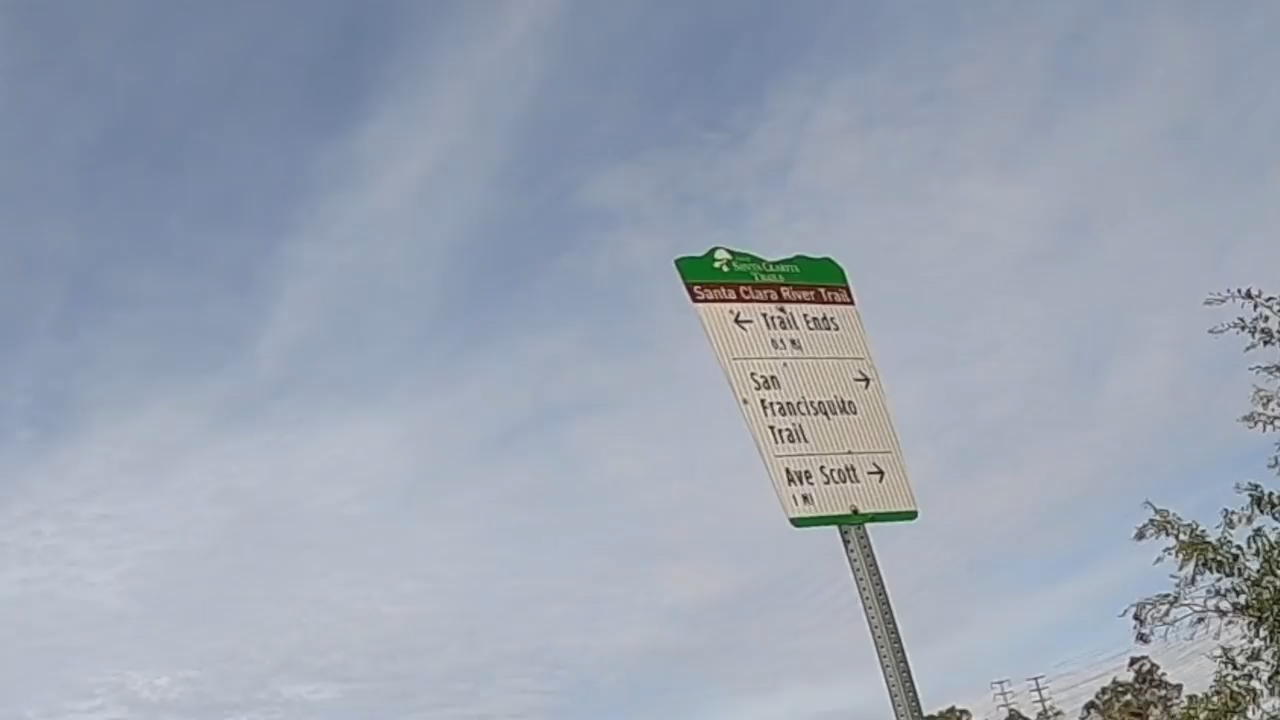 Santa Clarita
Trails
Santa Clara River Trail
← Trail Ends
San →
Francisquito
Trail
Ave Scott →
1 MI